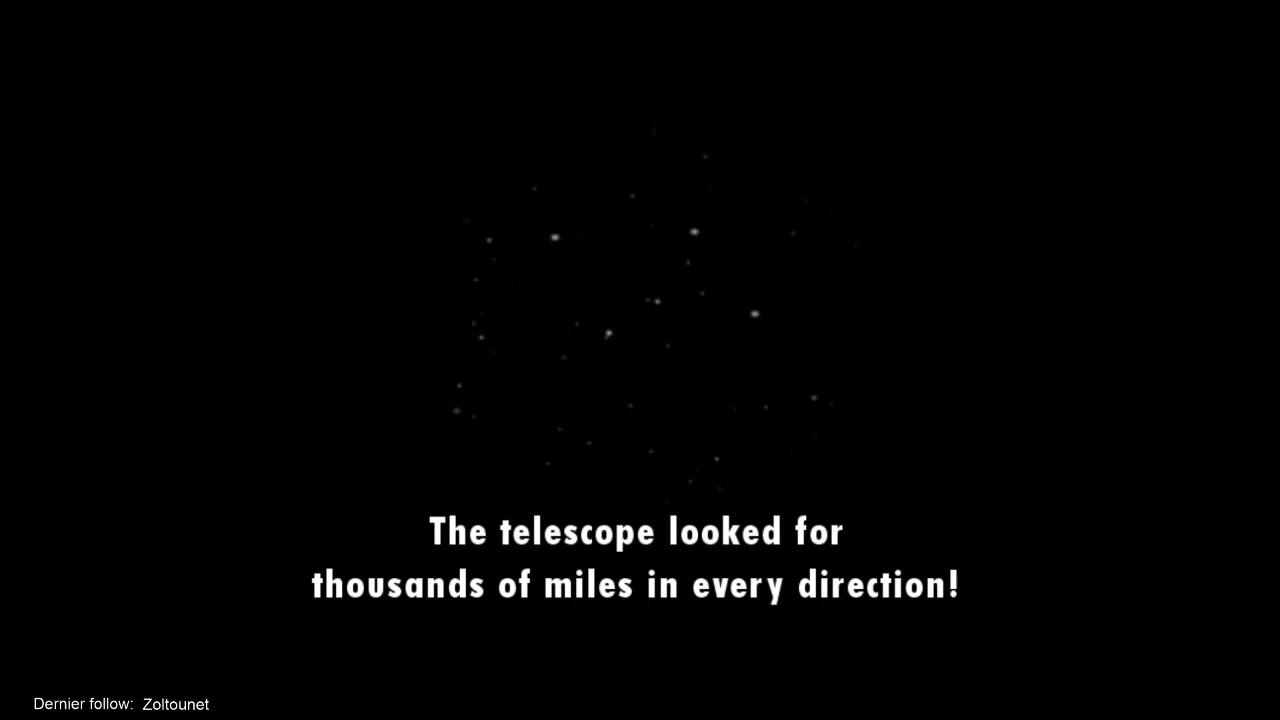 The telescope looked for
thousands of miles in every direction!
Dernier follow: Zoltounet